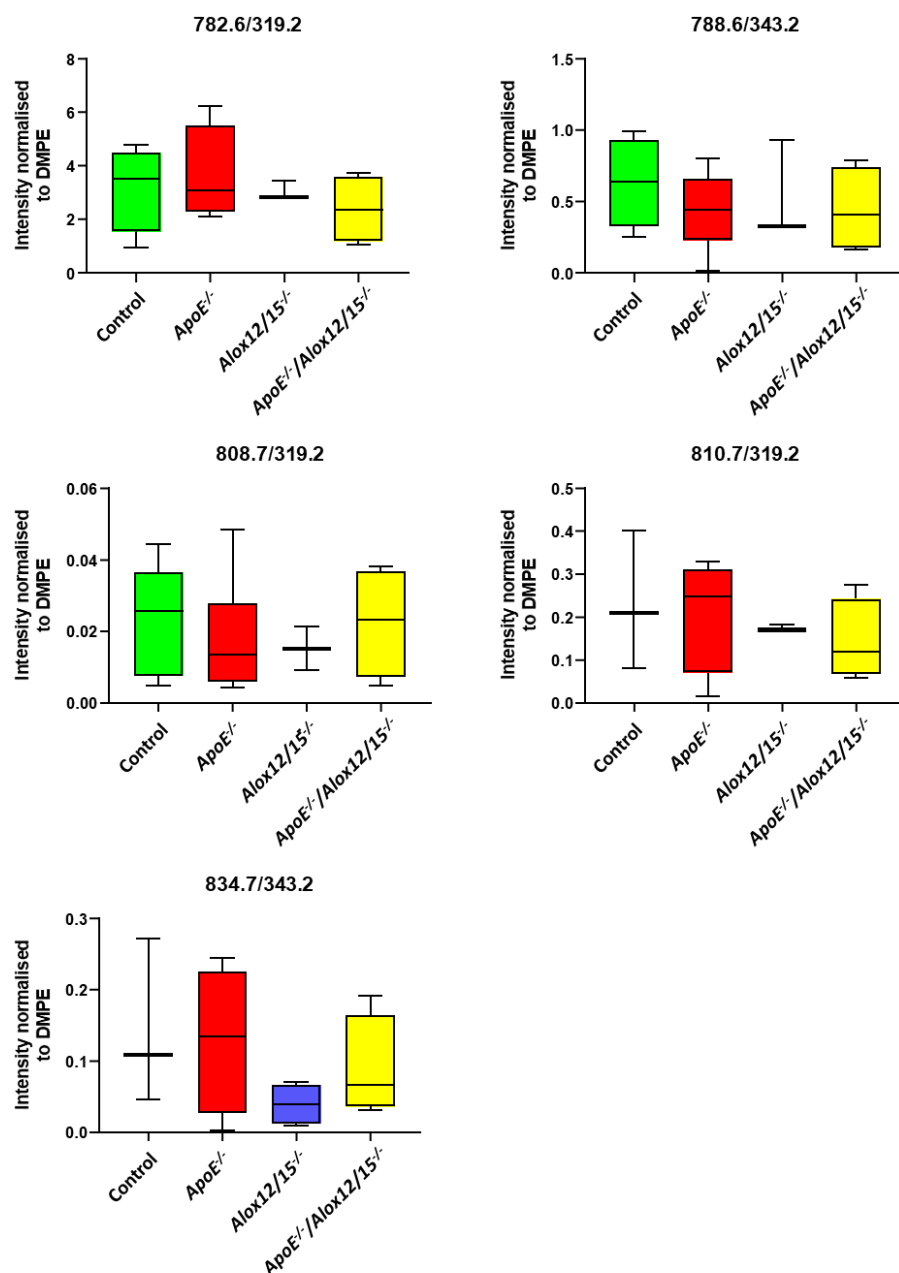 782.6/319.2
Intensity normalised
to DMPE
8
6
4
2
0
Control
ApoE-/-
Alox12/15-/-
ApoE-/-/Alox12/15-/-
788.6/343.2
Intensity normalised
to DMPE
1.5
1.0
0.5
0.0
Control
ApoE-/-
Alox12/15-/-
ApoE-/-/Alox12/15-/-
808.7/319.2
Intensity normalised
to DMPE
0.06
0.04
0.02
0.00
Control
ApoE-/-
Alox12/15-/-
ApoE-/-/Alox12/15-/-
810.7/319.2
Intensity normalised
to DMPE
0.5
0.4
0.3
0.2
0.1
0.0
Control
ApoE-/-
Alox12/15-/-
ApoE-/-/Alox12/15-/-
834.7/343.2
Intensity normalised
to DMPE
0.3
0.2
0.1
0.0
Control
ApoE-/-
Alox12/15-/-
ApoE-/-/Alox12/15-/-